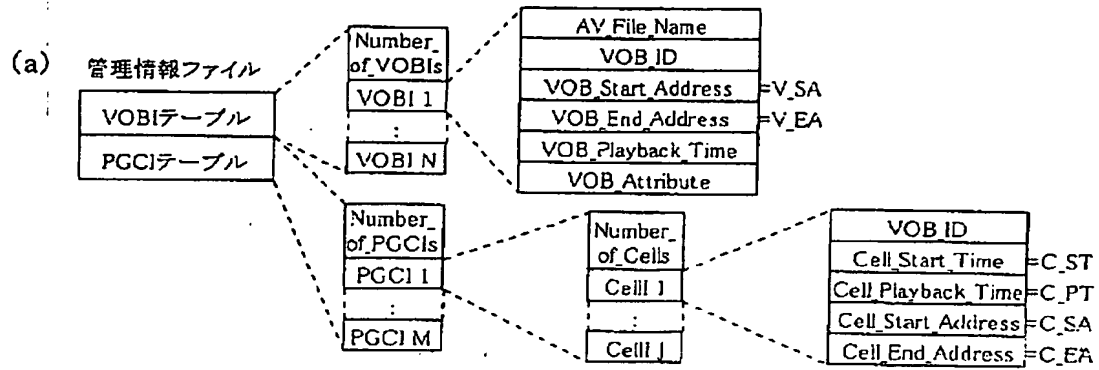 (a)
管理情報ファイル
VOBIテーブル
PGCIテーブル
Number_
of_VOBIs
VOBI 1
:
VOBI N
AV_File_Name
VOB_ID
VOB_Start_Address
=V_SA
VOB_End_Address
=V_EA
VOB_Playback_Time
VOB_Attribute
Number_
of_PGCIs
PGCI 1
:
PGCI M
Number_
of_Cells
CellI 1
:
CellI J
VOB_ID
Cell_Start_Time
=C_ST
Cell_Playback_Time
=C_PT
Cell_Start_Address
=C_SA
Cell_End_Address
=C_EA